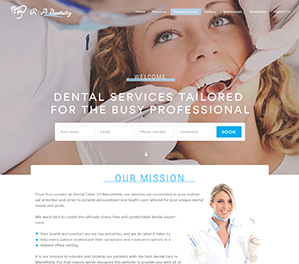 R A Dentistry
Home About Us Dental Services Gallery Testimonials Newsletter Contact Us
WELCOME
DENTAL SERVICES TAILORED
FOR THE BUSY PROFESSIONAL
Your name Email Phone number Comment BOOK
OUR MISSION
From first contact at Dental Clinic Of Marshfield, our dentists are committed to your individual
attention and strive to provide personalized and health care tailored for your unique dental
needs and goals.
We work hard to create the ultimate stress-free and comfortable dental experience.
Your health and comfort are our top priorities, and we do what it takes to
help every patient understand their symptoms and treatment options in a
relaxed office setting.
It is our mission to educate and provide our patients with the best dental care in
Marshfield. For that reason, we've designed this website to provide you with all of